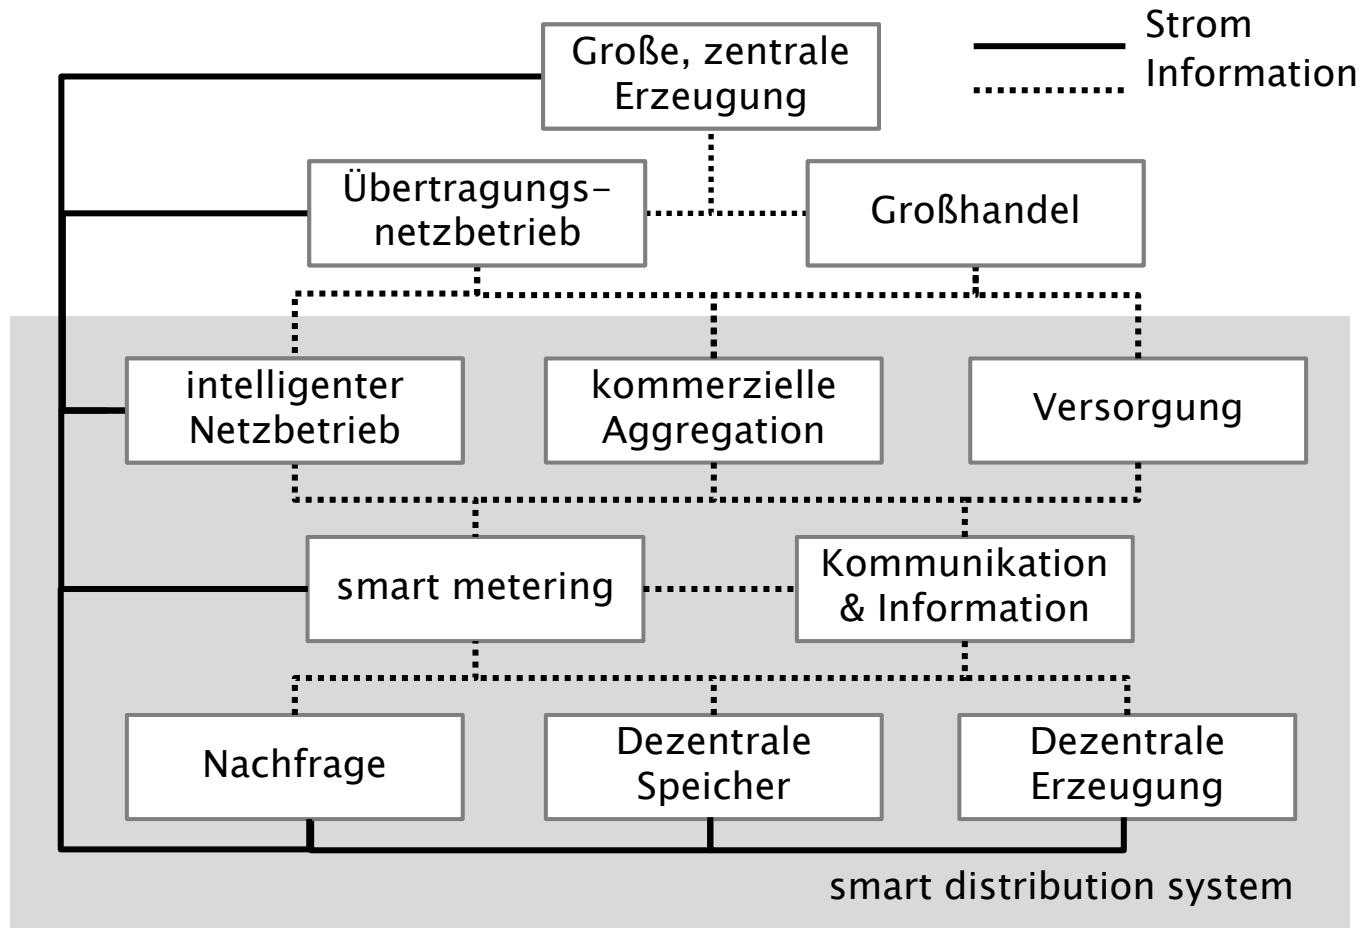 Strom
Information
Große, zentrale
Erzeugung
Übertragungs-
netzbetrieb
Großhandel
intelligenter
Netzbetrieb
kommerzielle
Aggregation
Versorgung
smart metering
Kommunikation
& Information
Nachfrage
Dezentrale
Speicher
Dezentrale
Erzeugung
smart distribution system